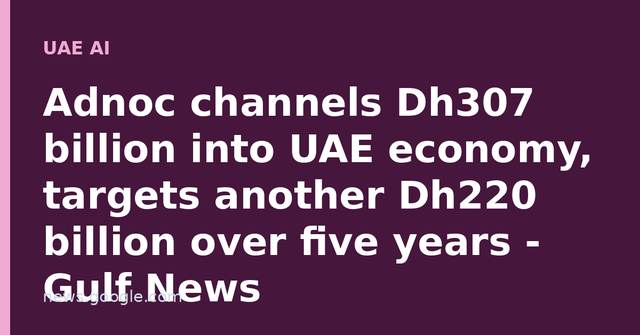 UAE AI
Adnoc channels Dh307
billion into UAE economy,
targets another Dh220
billion over five years -
Gulf News
news.google.com